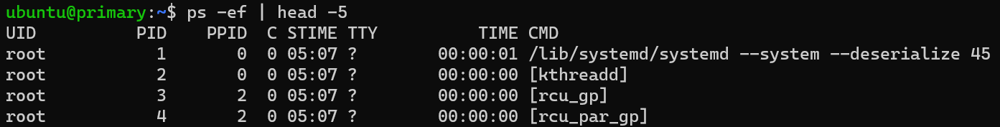 ubuntu@primary:~$ ps -ef | head -5
UID          PID    PPID  C STIME TTY          TIME CMD
root           1       0  0 05:07 ?        00:00:01 /lib/systemd/systemd --system --deserialize 45
root           2       0  0 05:07 ?        00:00:00 [kthreadd]
root           3       2  0 05:07 ?        00:00:00 [rcu_gp]
root           4       2  0 05:07 ?        00:00:00 [rcu_par_gp]